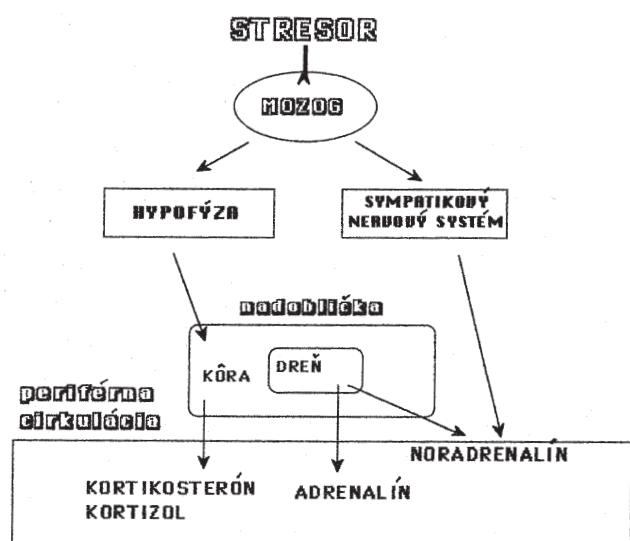 STRESOR
MOZOG
HYPOFÝZA
SYMPATIKOVÝ
NERVOVÝ SYSTÉM
nadoblička
KÔRA
DREŇ
periférna
cirkulácia
NORADRENALÍN
KORTIKOSTERÓN
KORTIZOL
ADRENALÍN